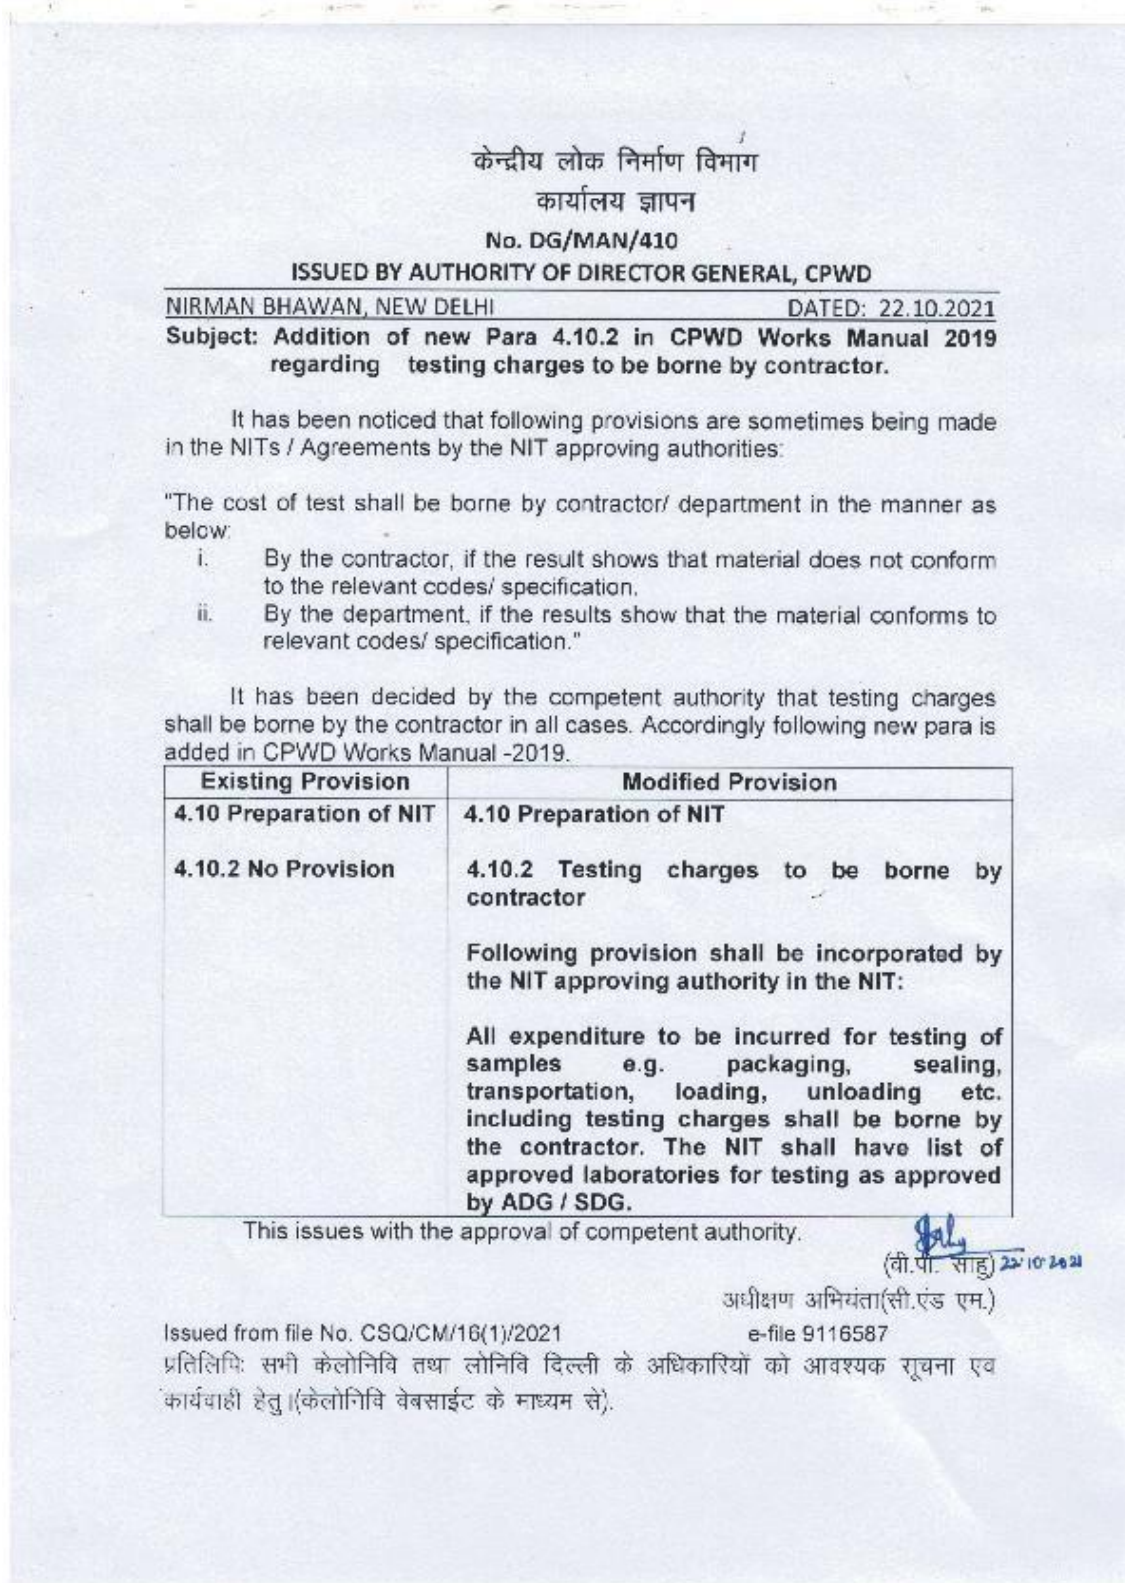 केन्द्रीय लोक निर्माण विभाग
कार्यालय ज्ञापन
No. DG/MAN/410
ISSUED BY AUTHORITY OF DIRECTOR GENERAL, CPWD
NIRMAN BHAWAN, NEW DELHI DATED: 22.10.2021
Subject: Addition of new Para 4.10.2 in CPWD Works Manual 2019
regarding testing charges to be borne by contractor.
It has been noticed that following provisions are sometimes being made
in the NITs / Agreements by the NIT approving authorities:
"The cost of test shall be borne by contractor/ department in the manner as
below:
i. By the contractor, if the result shows that material does not conform
to the relevant codes/ specification.
ii. By the department, if the results show that the material conforms to
relevant codes/ specification."
It has been decided by the competent authority that testing charges
shall be borne by the contractor in all cases. Accordingly following new para is
added in CPWD Works Manual -2019.
Existing Provision Modified Provision
4.10 Preparation of NIT 4.10 Preparation of NIT
4.10.2 No Provision 4.10.2 Testing charges to be borne by
contractor
Following provision shall be incorporated by
the NIT approving authority in the NIT:
All expenditure to be incurred for testing of
samples e.g. packaging, sealing,
transportation, loading, unloading etc.
including testing charges shall be borne by
the contractor. The NIT shall have list of
approved laboratories for testing as approved
by ADG / SDG.
This issues with the approval of competent authority.
(वी.पी. साहु) 22·10·2021
अधीक्षण अभियंता(सी.एंड एम.)
Issued from file No. CSQ/CM/16(1)/2021 e-file 9116587
प्रतिलिपिः सभी केलोनिवि तथा लोनिवि दिल्ली के अधिकारियों को आवश्यक सूचना एव
कार्यवाही हेतु।(केलोनिवि वेबसाईट के माध्यम से).